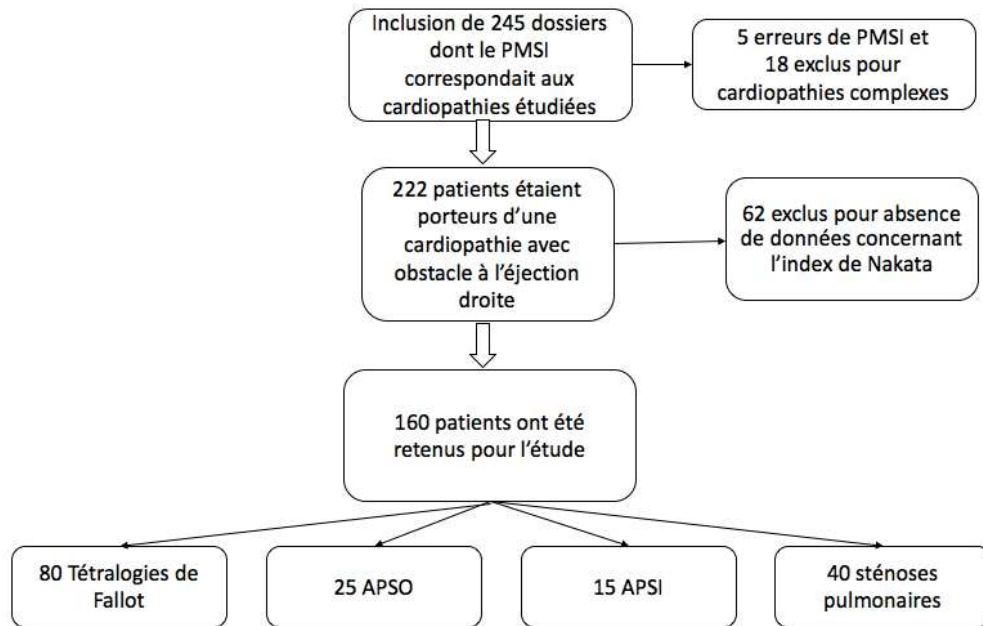 Inclusion de 245 dossiers
dont le PMSI
correspondait aux
cardiopathies étudiées
5 erreurs de PMSI et
18 exclus pour
cardiopathies complexes
222 patients étaient
porteurs d’une
cardiopathie avec
obstacle à l’éjection
droite
62 exclus pour absence
de données concernant
l’index de Nakata
160 patients ont été
retenus pour l’étude
80 Tétralogies de
Fallot
25 APSO
15 APSI
40 sténoses
pulmonaires